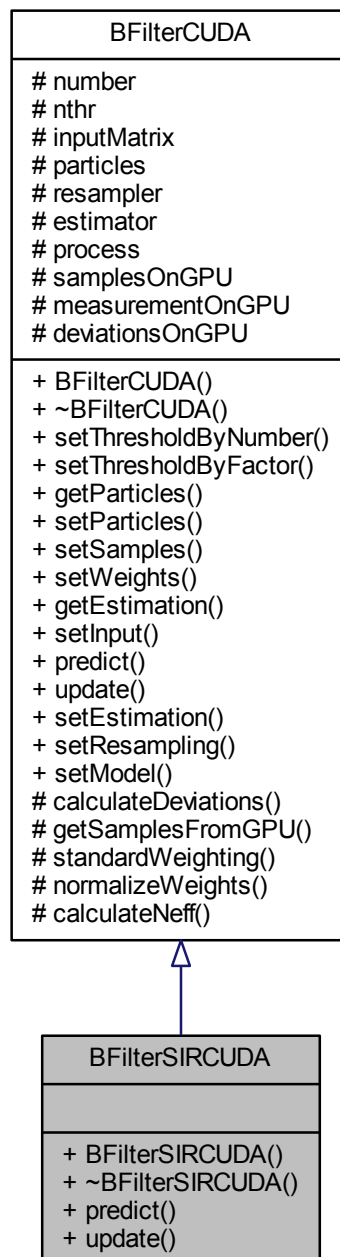 BFilterCUDA
# number
# nthr
# inputMatrix
# particles
# resampler
# estimator
# process
# samplesOnGPU
# measurementOnGPU
# deviationsOnGPU
+ BFilterCUDA()
+ ~BFilterCUDA()
+ setThresholdByNumber()
+ setThresholdByFactor()
+ getParticles()
+ setParticles()
+ setSamples()
+ setWeights()
+ getEstimation()
+ setInput()
+ predict()
+ update()
+ setEstimation()
+ setResampling()
+ setModel()
# calculateDeviations()
# getSamplesFromGPU()
# standardWeighting()
# normalizeWeights()
# calculateNeff()
BFilterSIRCUDA
+ BFilterSIRCUDA()
+ ~BFilterSIRCUDA()
+ predict()
+ update()